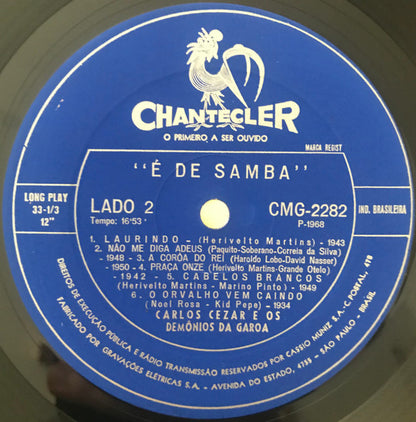 CHANTECLER
O PRIMEIRO A SER OUVIDO
MARCA REGIST
"É DE SAMBA"
LONG PLAY
33-1/3
12"
LADO 2
Tempo: 16'53"
CMG-2282
P-1968
IND. BRASILEIRA
1. LAURINDO - (Herivelto Martins) - 1943
2. NÃO ME DIGA ADEUS (Paquito-Soberano-Correia da Silva)
- 1948 - 3. A CORÔA DO REI (Haroldo Lobo-David Nasser)
- 1950 - 4. PRAÇA ONZE (Herivelto Martins-Grande Otelo)
- 1942 - 5. CABELOS BRANCOS
(Herivelto Martins - Marino Pinto) - 1949
6. O ORVALHO VEM CAINDO
(Noel Rosa - Kid Pepe) - 1934
CARLOS CEZAR E OS
DEMÔNIOS DA GAROA
DIREITOS DE EXECUÇÃO PÚBLICA E RÁDIO TRANSMISSÃO RESERVADOS POR CASSIO MUNIZ S.A. - C. POSTAL, 478
FABRICADO POR GRAVAÇÕES ELÉTRICAS S.A. - AVENIDA DO ESTADO, 4755 - SÃO PAULO - BRASIL